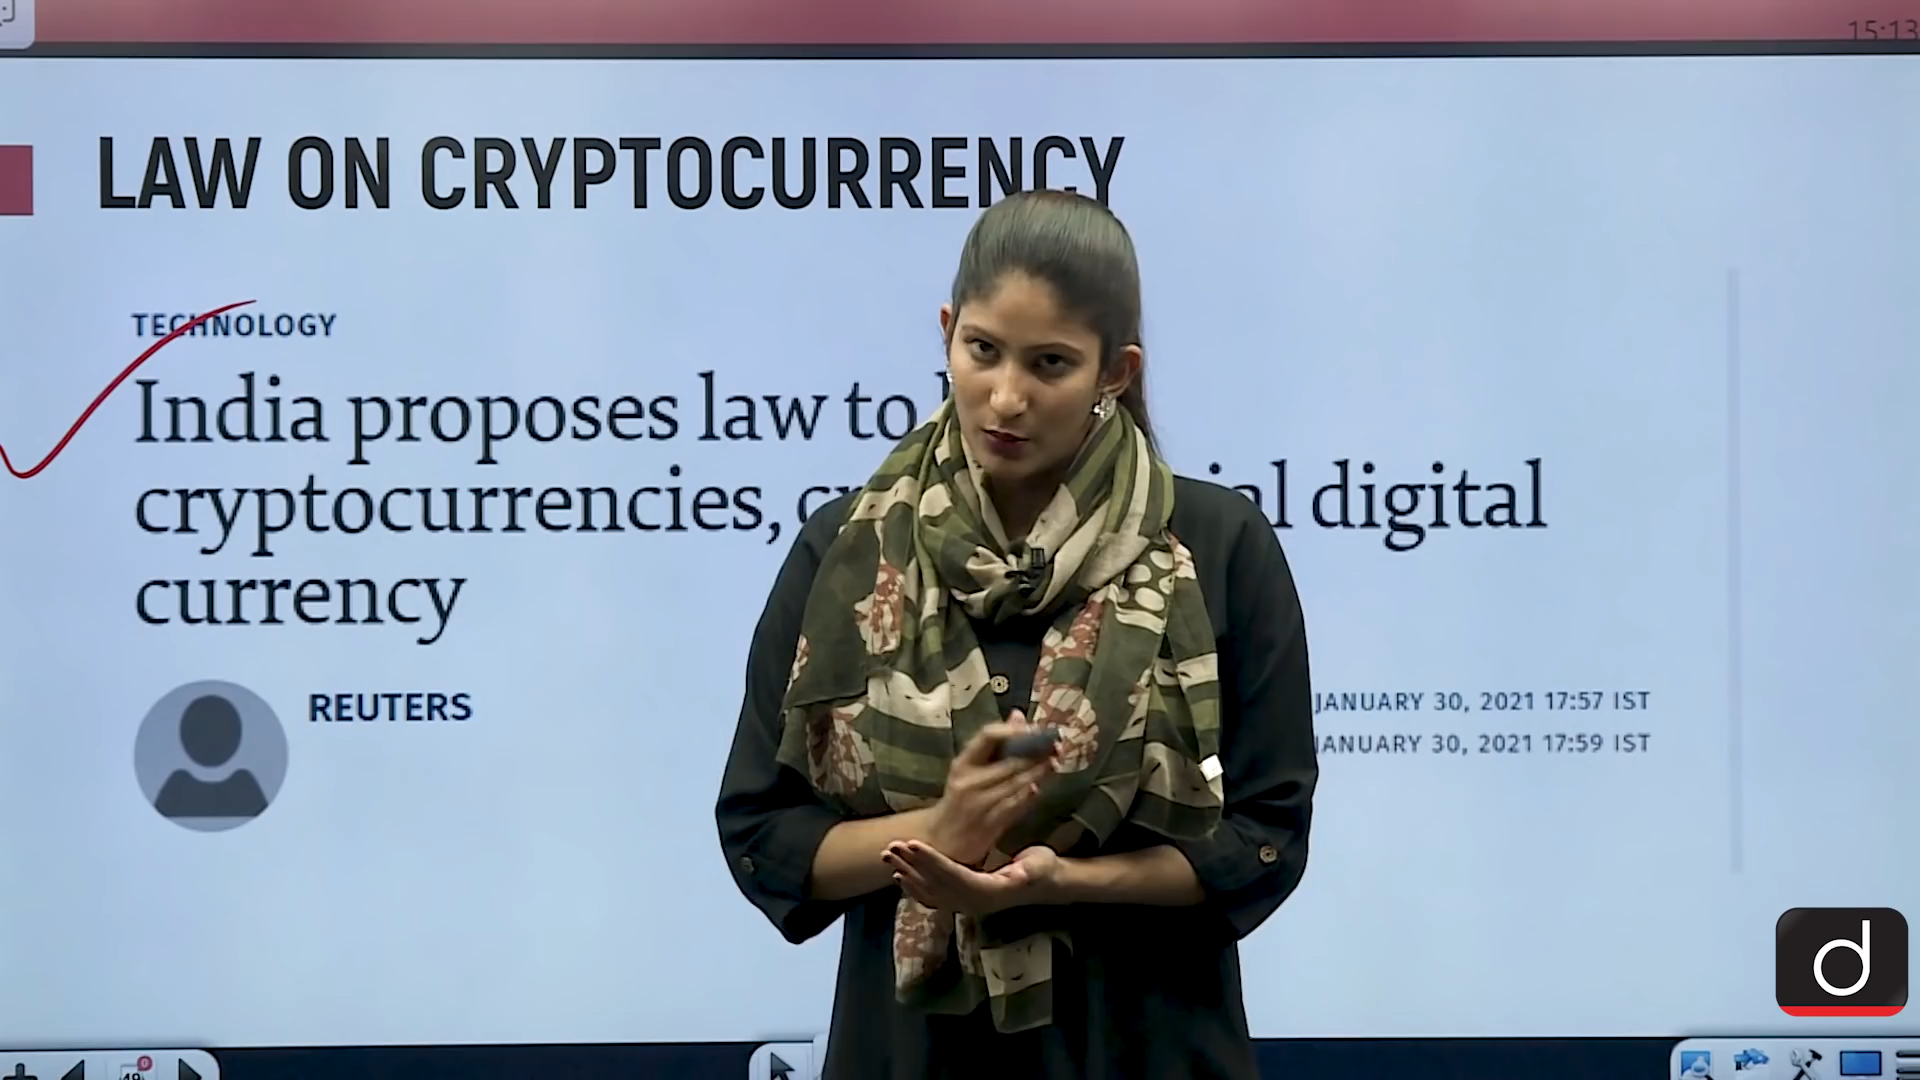 15:13
LAW ON CRYPTOCURRENCY
TECHNOLOGY
India proposes law to
cryptocurrencies, ial digital
currency
REUTERS
JANUARY 30, 2021 17:57 IST
JANUARY 30, 2021 17:59 IST
d